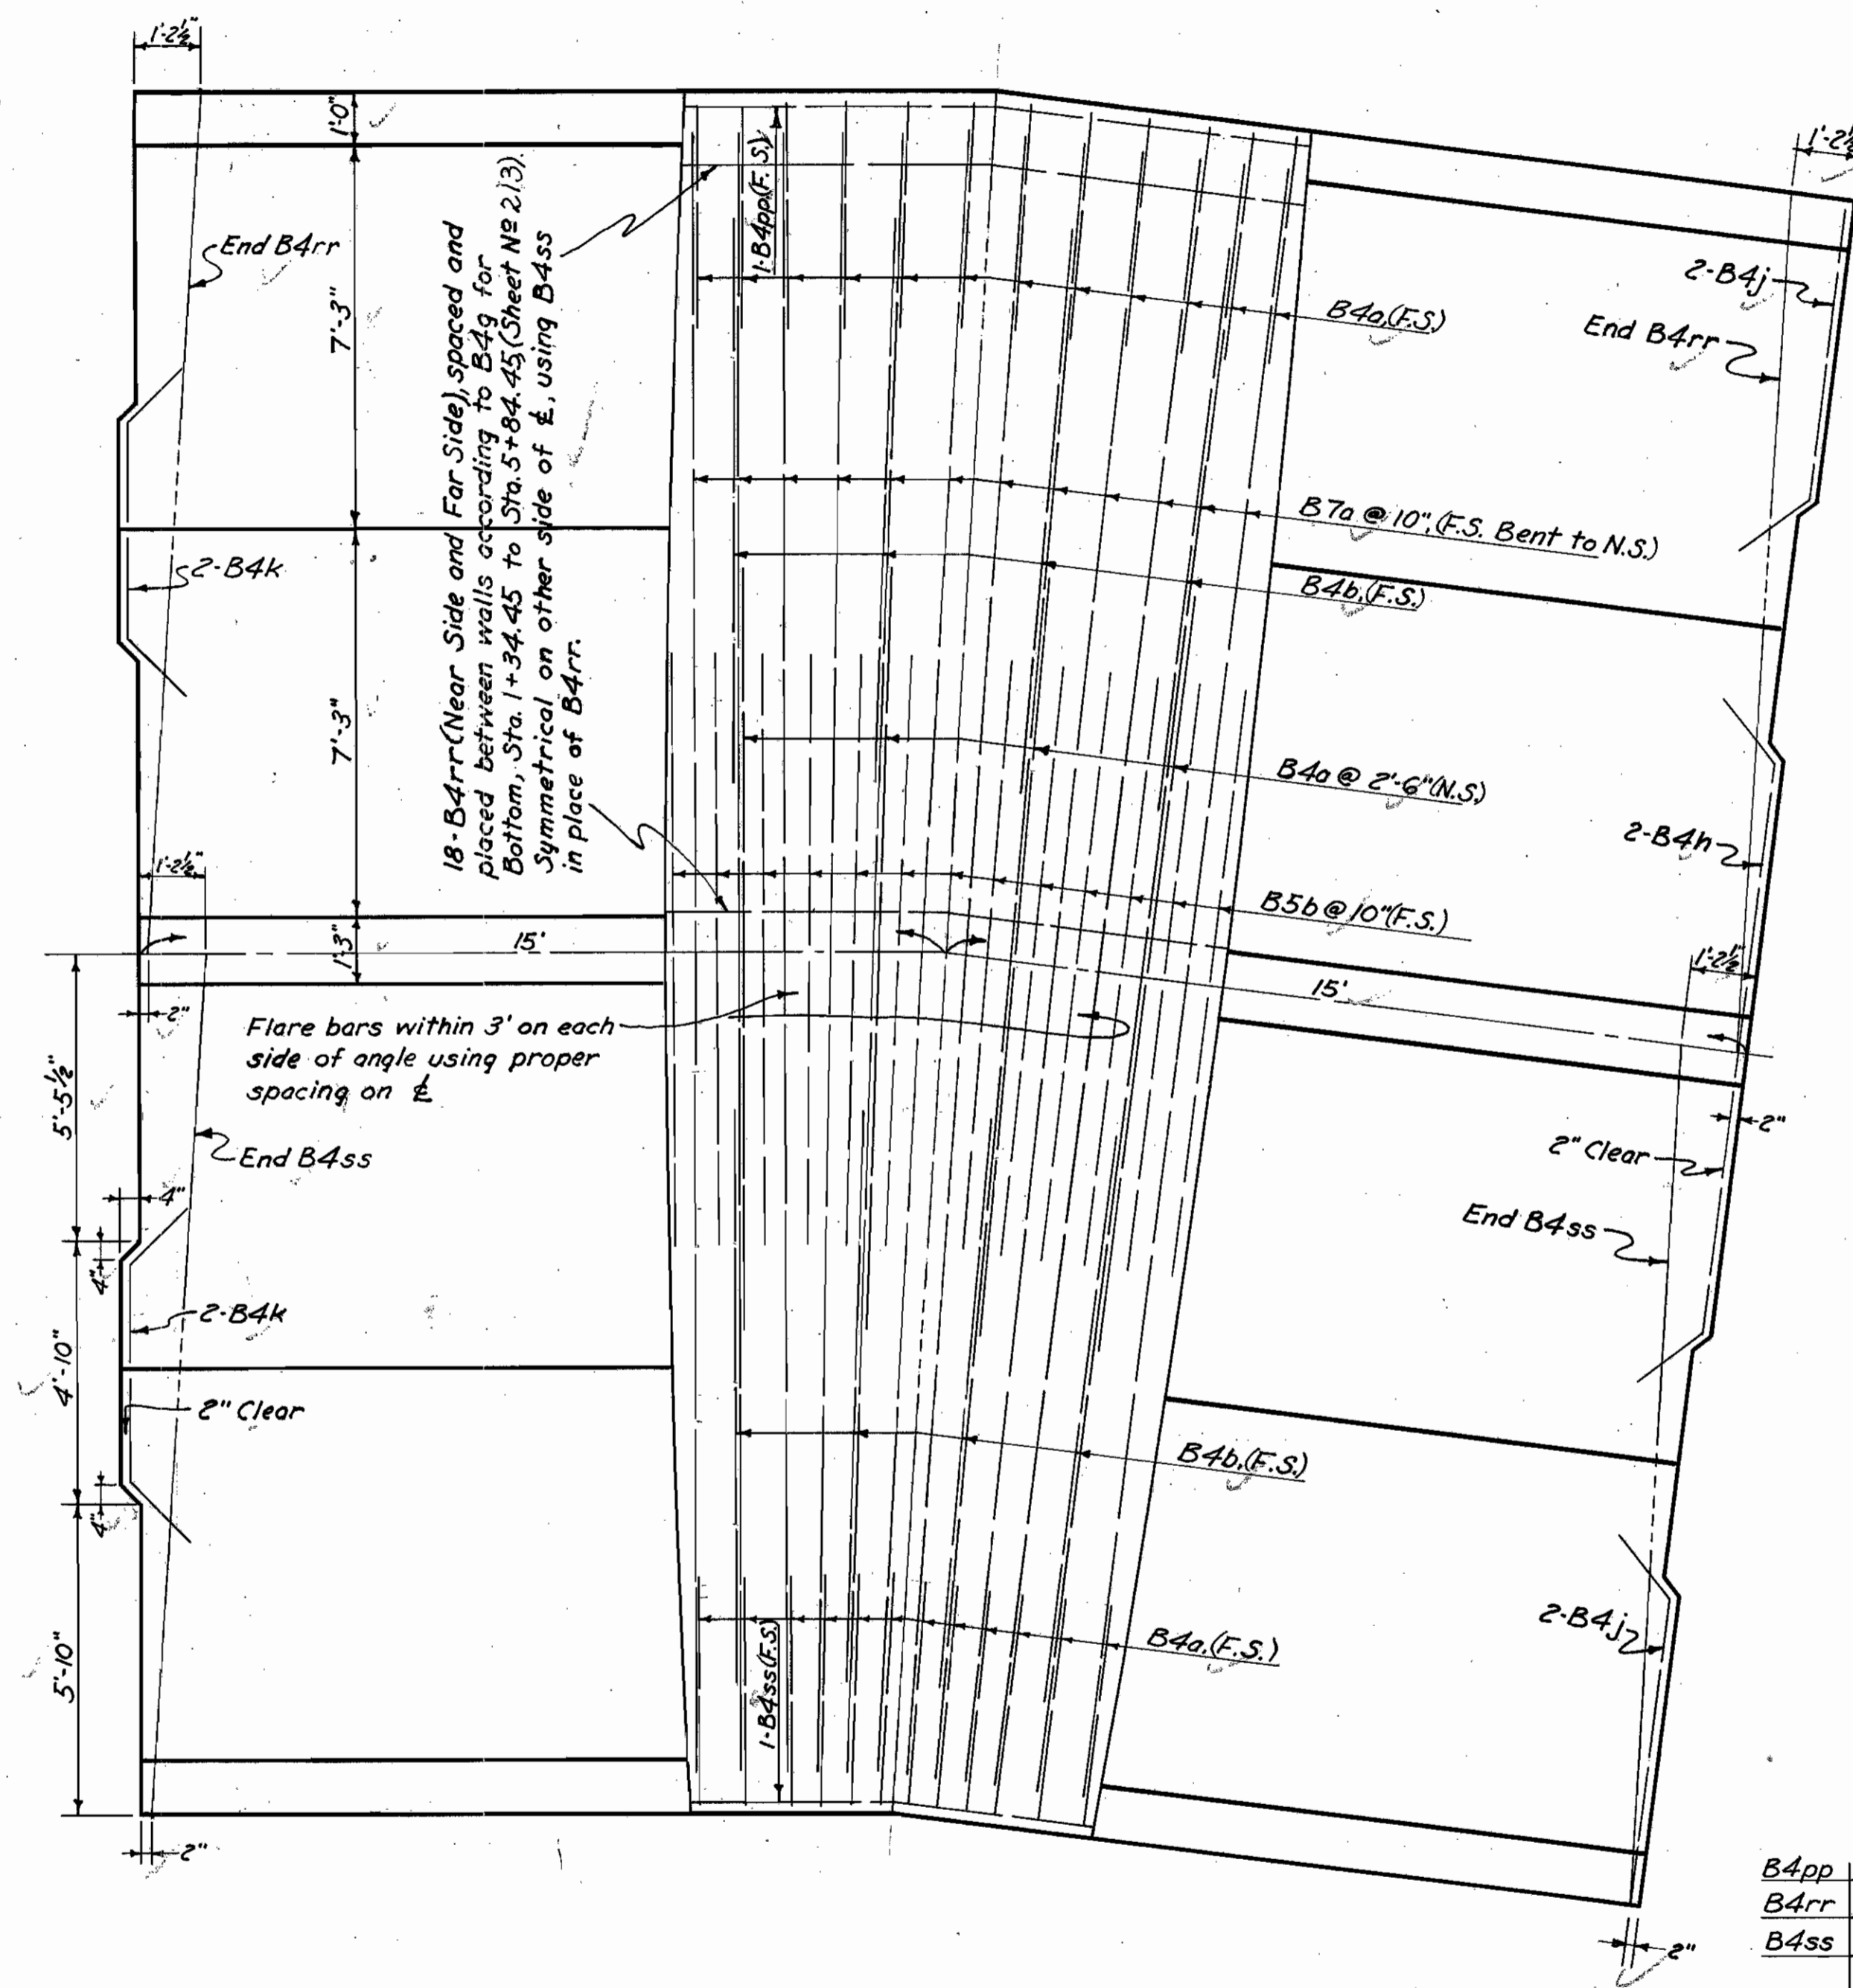 1'-2½"
1'-0"
7'-3"
End B4rr
18-B4rr(Near Side and Far Side), spaced and
placed between walls according to B4g for
Bottom, Sta. 1+34.45 to Sta. 5+84.45,(Sheet Nº 213).
Symmetrical on other side of ℄, using B4ss
in place of B4rr.
1-B4pp(F.S.)
1'-2½"
2-B4j
End B4rr
B4a,(F.S.)
B7a @ 10",(F.S. Bent to N.S.)
B4b,(F.S.)
2-B4k
7'-3"
B4a @ 2'-6"(N.S.)
2-B4h
1'-2½"
B5b @ 10"(F.S.)
1'-3"
15'
1'-2½"
15'
2"
Flare bars within 3' on each
side of angle using proper
spacing on ℄
5'-5½"
2"
2" Clear
End B4ss
4"
End B4ss
4"
2-B4k
4'-10"
2" Clear
B4b,(F.S.)
4"
2-B4j
B4a,(F.S.)
1-B4ss(F.S.)
5'-10"
2"
B4pp
B4rr
B4ss
2"